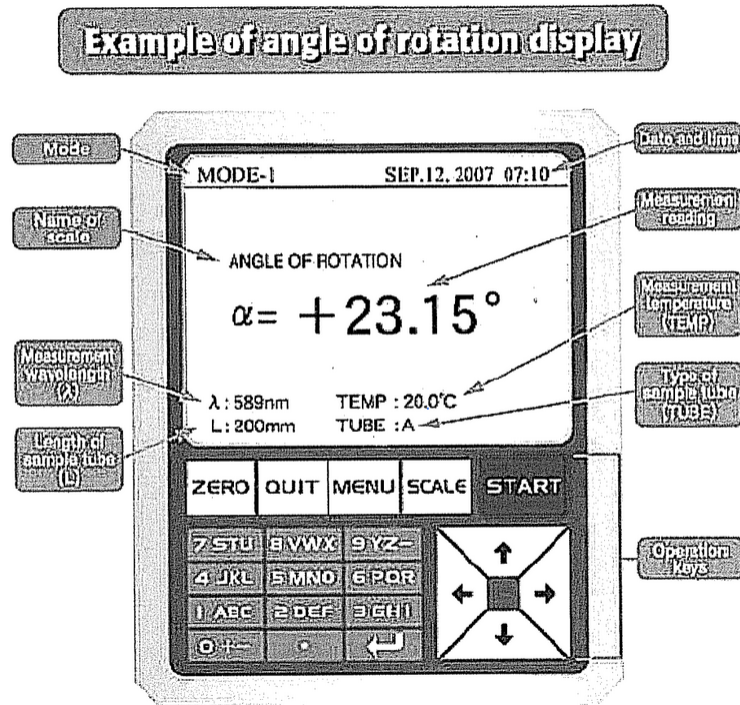 Example of angle of rotation display
Mode
Date and time
MODE-1 SEP.12.2007 07:10
Name of scale
Measurement reading
ANGLE OF ROTATION
α= +23.15°
Measurement temperature (TEMP)
Measurement wavelength (λ)
λ : 589nm TEMP : 20.0℃
Type of sample tube (TUBE)
Length of sample tube (L)
L : 200mm TUBE : A
ZERO QUIT MENU SCALE START
7 STU 8 VWX 9 YZ-
4 JKL 5 MNO 6 PQR
1 ABC 2 DEF 3 GHI
0 +-- .
Operation keys